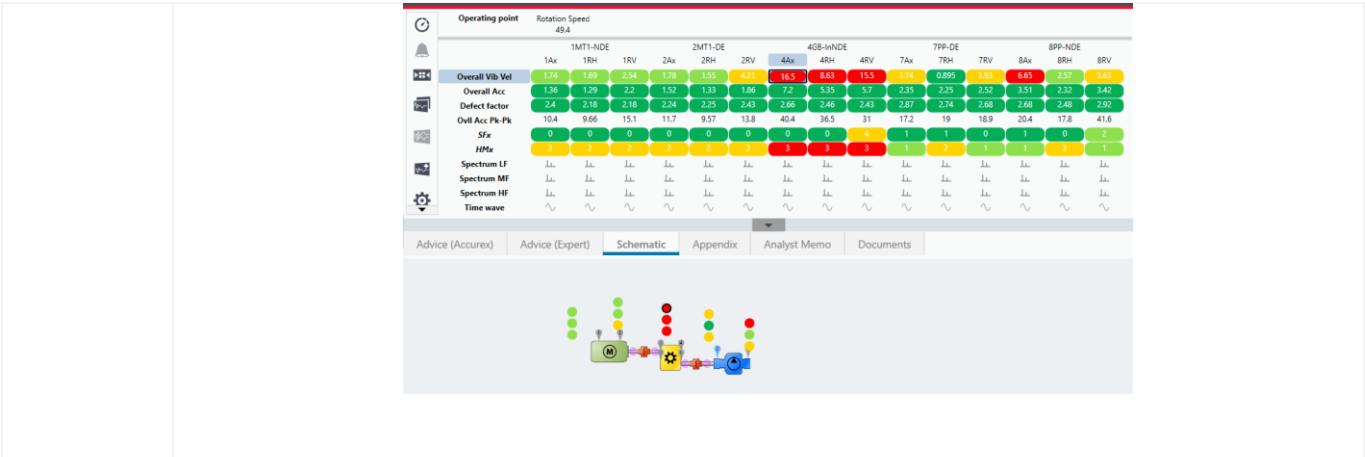 Operating point Rotation Speed
49.4
1MT1-NDE 2MT1-DE 4GB-InNDE 7PP-DE 8PP-NDE
1Ax 1RH 1RV 2Ax 2RH 2RV 4Ax 4RH 4RV 7Ax 7RH 7RV 8Ax 8RH 8RV
Overall Vib Vel 1.74 1.69 2.54 1.78 1.55 4.21 16.5 8.63 15.5 3.74 0.895 3.93 6.65 2.57 3.63
Overall Acc 1.36 1.29 2.2 1.52 1.33 1.86 7.2 5.35 5.7 2.35 2.25 2.52 3.51 2.32 3.42
Defect factor 2.4 2.18 2.18 2.24 2.25 2.43 2.66 2.46 2.43 2.87 2.74 2.68 2.68 2.48 2.92
Ovll Acc Pk-Pk 10.4 9.66 15.1 11.7 9.57 13.8 40.4 36.5 31 17.2 19 18.9 20.4 17.8 41.6
SFx 0 0 0 0 0 0 0 0 4 1 1 0 1 0 2
HMx 2 2 2 2 2 2 3 3 3 1 2 1 1 2 1
Spectrum LF
Spectrum MF
Spectrum HF
Time wave
Advice (Accurex) Advice (Expert) Schematic Appendix Analyst Memo Documents
M